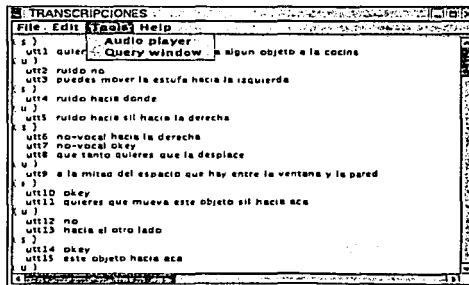 TRANSCRIPCIONES
File Edit Tools Help
Audio player
Query window
( s )
utt1 quier a algun objeto a la cocina
( u )
utt2 ruido no
utt3 puedes mover la estufa hacia la izquierda
( s )
utt4 ruido hacia donde
( u )
utt5 ruido hacia sil hacia la derecha
( s )
utt6 no-vocal hacia la derecha
utt7 no-vocal okey
utt8 que tanto quieres que la desplace
( u )
utt9 a la mitad del espacio que hay entre la ventana y la pared
( s )
utt10 okey
utt11 quieres que mueva este objeto sil hacia aca
( u )
utt12 no
utt13 hacia el otro lado
( s )
utt14 okey
utt15 este objeto hacia aca
( u )